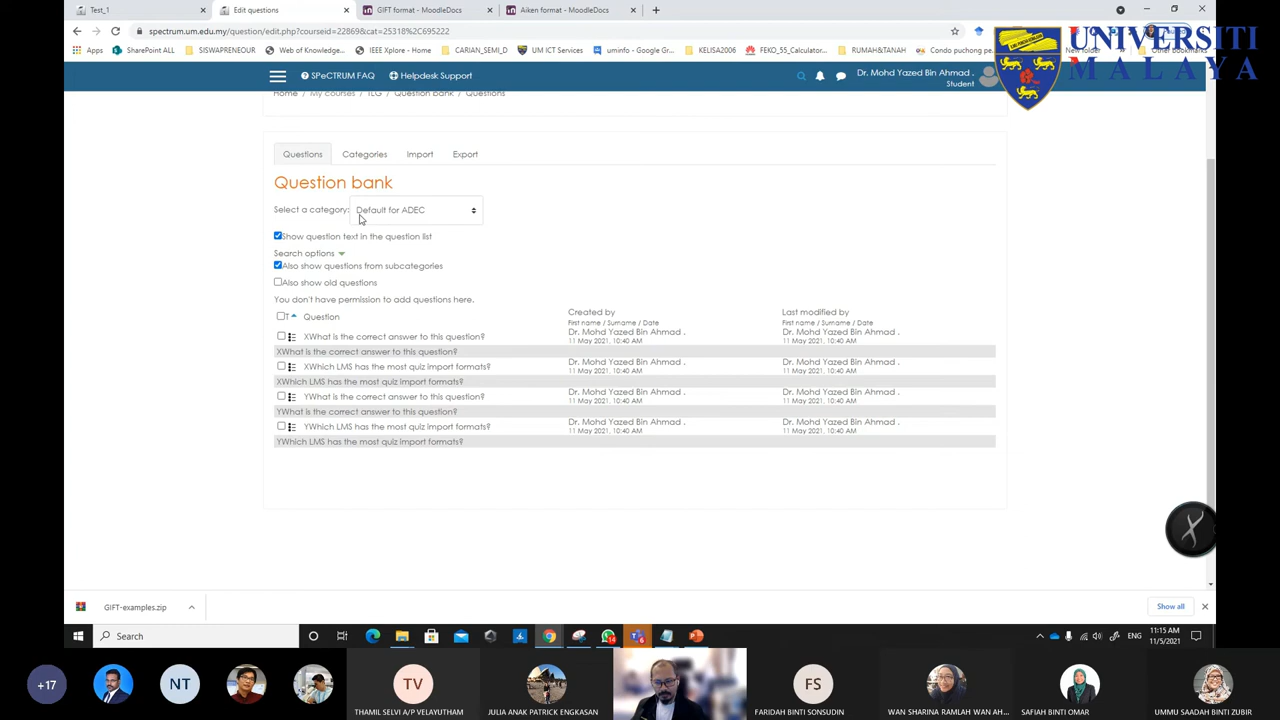 Test_1
Edit questions
GIFT format - MoodleDocs
Aiken format - MoodleDocs
spectrum.um.edu.my/question/edit.php?courseid=22869&cat=25318%2C695222
Apps
SharePoint ALL
SISWAPRENEUR
Web of Knowledge...
IEEE Xplore - Home
CARIAN_SEMI_D
UM ICT Services
uminfo - Google Gr...
KELISA2006
FEKO_55_Calculator...
RUMAH&TANAH
Condo puchong pe...
New folder
Other bookmarks
UNIVERSITI
MALAYA
SPeCTRUM FAQ
Helpdesk Support
Dr. Mohd Yazed Bin Ahmad .
Student
Home / My courses / TLG / Question bank / Questions
Questions
Categories
Import
Export
Question bank
Select a category:
Default for ADEC
Show question text in the question list
Search options
Also show questions from subcategories
Also show old questions
You don't have permission to add questions here.
T
Question
Created by
First name / Surname / Date
Last modified by
First name / Surname / Date
XWhat is the correct answer to this question?
Dr. Mohd Yazed Bin Ahmad .
11 May 2021, 10:40 AM
Dr. Mohd Yazed Bin Ahmad .
11 May 2021, 10:40 AM
XWhat is the correct answer to this question?
XWhich LMS has the most quiz import formats?
Dr. Mohd Yazed Bin Ahmad .
11 May 2021, 10:40 AM
Dr. Mohd Yazed Bin Ahmad .
11 May 2021, 10:40 AM
XWhich LMS has the most quiz import formats?
YWhat is the correct answer to this question?
Dr. Mohd Yazed Bin Ahmad .
11 May 2021, 10:40 AM
Dr. Mohd Yazed Bin Ahmad .
11 May 2021, 10:40 AM
YWhat is the correct answer to this question?
YWhich LMS has the most quiz import formats?
Dr. Mohd Yazed Bin Ahmad .
11 May 2021, 10:40 AM
Dr. Mohd Yazed Bin Ahmad .
11 May 2021, 10:40 AM
YWhich LMS has the most quiz import formats?
GIFT-examples.zip
Show all
Search
ENG
11:15 AM
11/5/2021
+17
NT
TV
THAMIL SELVI A/P VELAYUTHAM
JULIA ANAK PATRICK ENGKASAN
FS
FARIDAH BINTI SONSUDIN
WAN SHARINA RAMLAH WAN AH...
SAFIAH BINTI OMAR
UMMU SAADAH BINTI ZUBIR